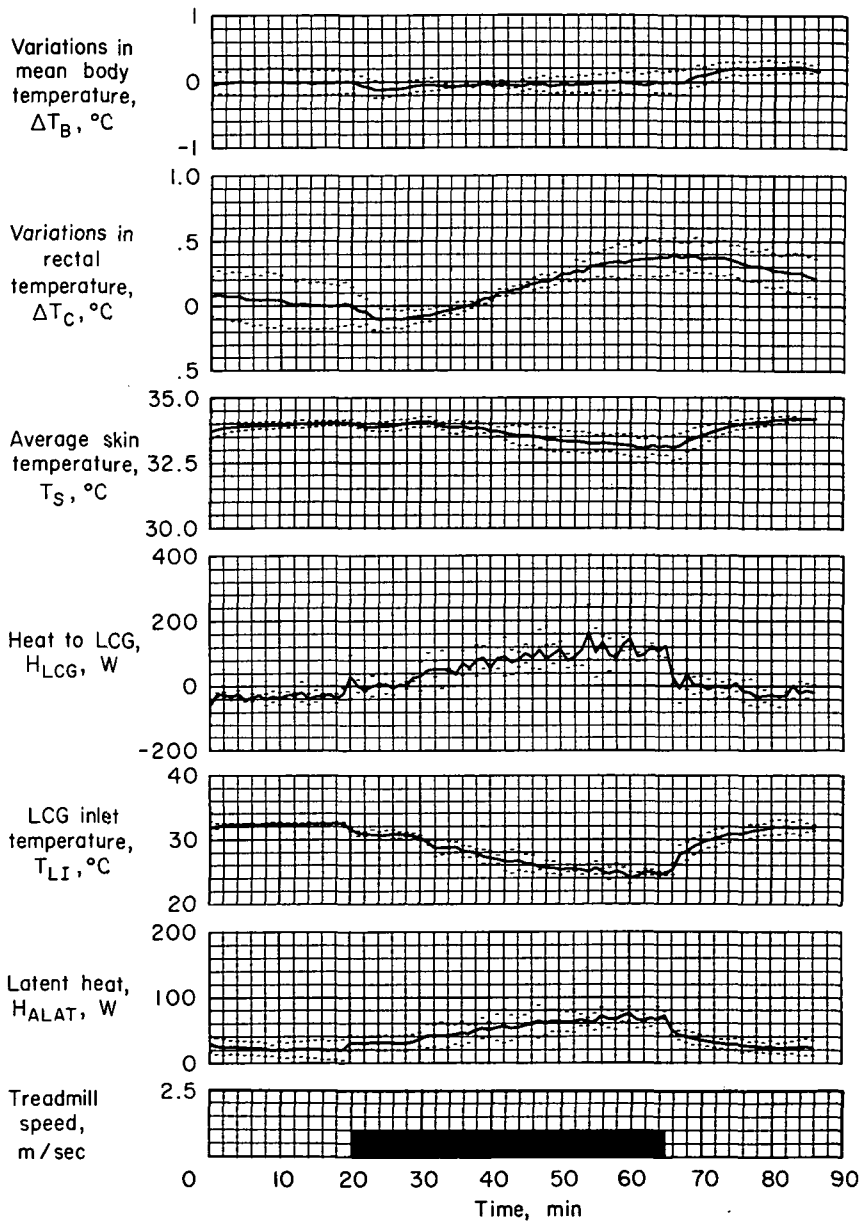 Variations in
mean body
temperature,
ΔT_B, °C
1
0
-1
Variations in
rectal
temperature,
ΔT_C, °C
1.0
.5
0
.5
Average skin
temperature,
T_S, °C
35.0
32.5
30.0
Heat to LCG,
H_LCG, W
400
200
0
-200
LCG inlet
temperature,
T_LI, °C
40
30
20
Latent heat,
H_ALAT, W
200
100
0
Treadmill
speed,
m/sec
2.5
0 10 20 30 40 50 60 70 80 90
Time, min